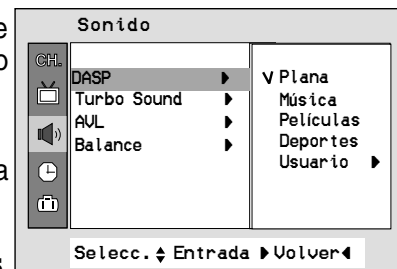 Sonido
e
o
CH.
DASP ▶ V Plana
Turbo Sound ▶ Música
AVL ▶ Películas
Balance ▶ Deportes
Usuario ▶
a
Selecc. ⬍ Entrada ▶ Volver ◀
s